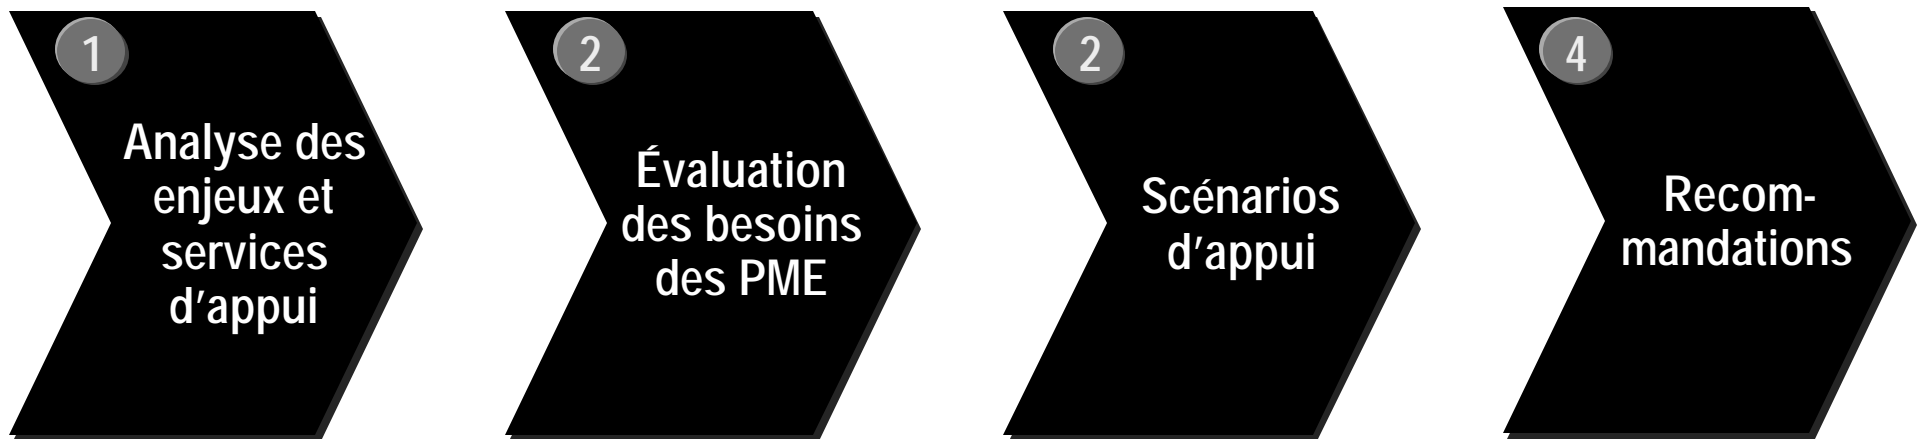 1
Analyse des
enjeux et
services
d'appui
2
Évaluation
des besoins
des PME
2
Scénarios
d'appui
4
Recom-
mandations